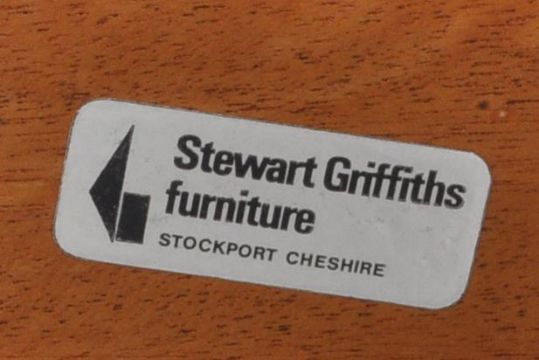 Stewart Griffiths
furniture
STOCKPORT CHESHIRE